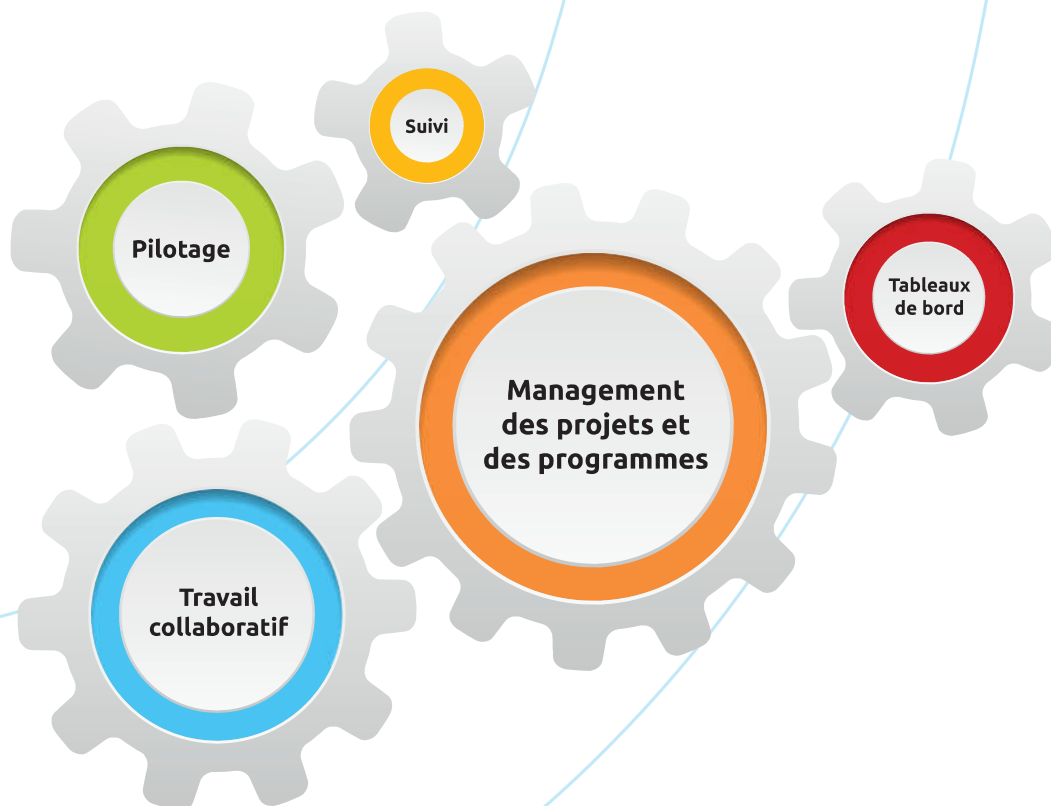 Suivi
Pilotage
Tableaux
de bord
Management
des projets et
des programmes
Travail
collaboratif